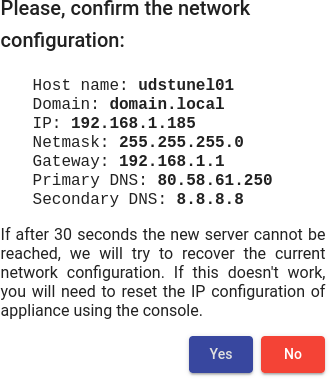 Please, confirm the network
configuration:
Host name: udstunel01
Domain: domain.local
IP: 192.168.1.185
Netmask: 255.255.255.0
Gateway: 192.168.1.1
Primary DNS: 80.58.61.250
Secondary DNS: 8.8.8.8
If after 30 seconds the new server cannot be
reached, we will try to recover the current
network configuration. If this doesn't work,
you will need to reset the IP configuration of
appliance using the console.
Yes No